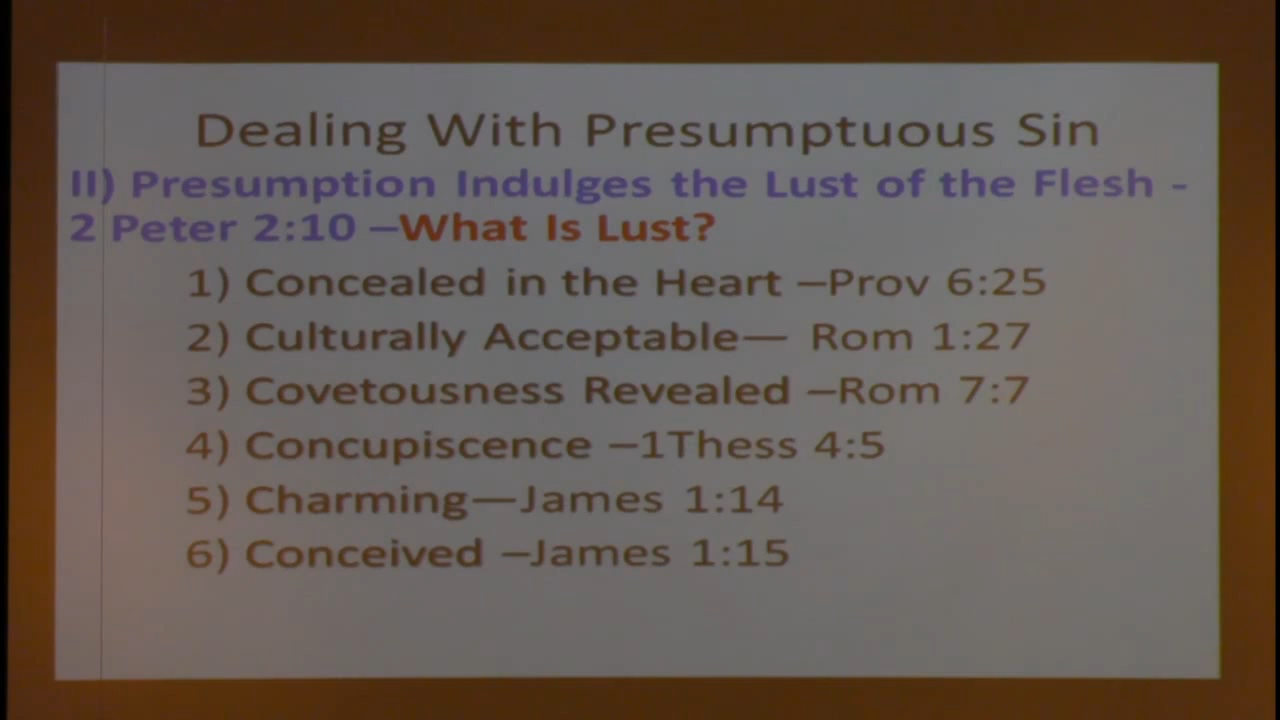 Dealing With Presumptuous Sin
II) Presumption Indulges the Lust of the Flesh -
2 Peter 2:10 –What Is Lust?
1) Concealed in the Heart –Prov 6:25
2) Culturally Acceptable— Rom 1:27
3) Covetousness Revealed –Rom 7:7
4) Concupiscence –1Thess 4:5
5) Charming—James 1:14
6) Conceived –James 1:15